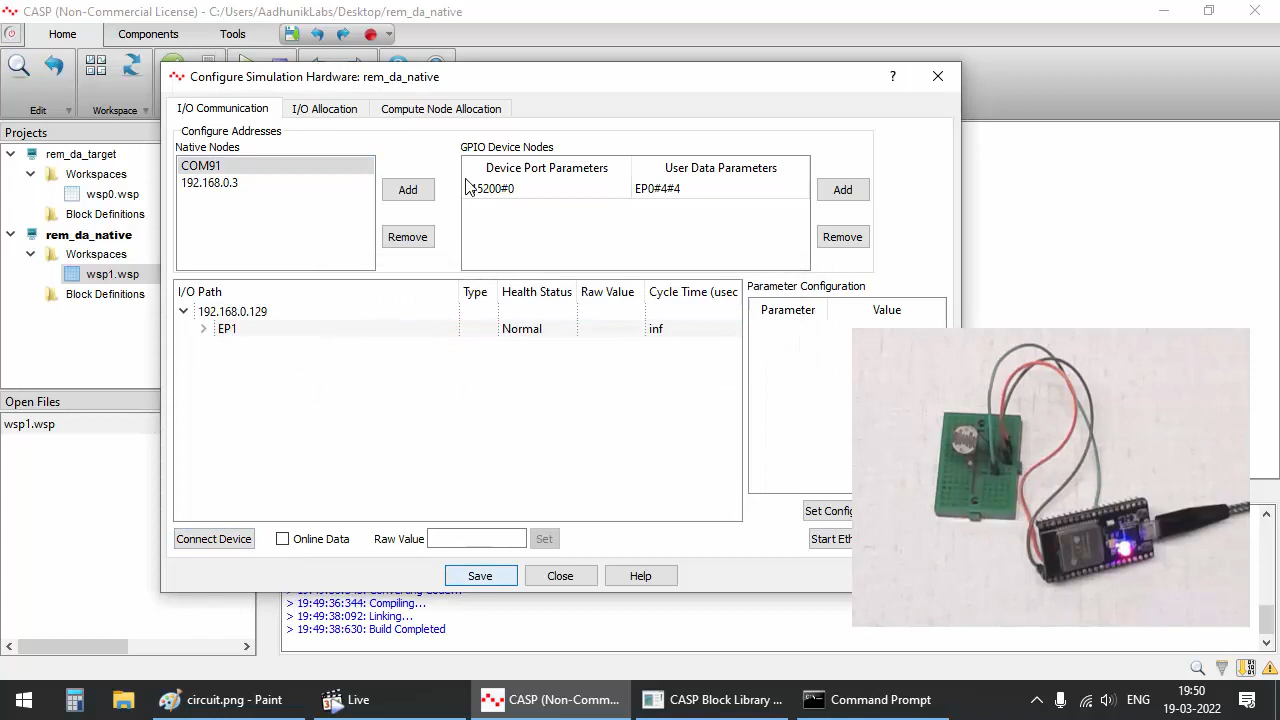 CASP (Non-Commercial License) - C:/Users/AadhunikLabs/Desktop/rem_da_native
Home Components Tools
Edit Workspace
Configure Simulation Hardware: rem_da_native
?
I/O Communication I/O Allocation Compute Node Allocation
Configure Addresses
Native Nodes
GPIO Device Nodes
COM91
192.168.0.3
Add
Remove
Device Port Parameters User Data Parameters
5200#0 EP0#4#4
Add
Remove
I/O Path Type Health Status Raw Value Cycle Time (usec
192.168.0.129
EP1 Normal inf
Parameter Configuration
Parameter Value
Set Config
Start Eth
Connect Device Online Data Raw Value Set
Save Close Help
Projects
rem_da_target
Workspaces
wsp0.wsp
Block Definitions
rem_da_native
Workspaces
wsp1.wsp
Block Definitions
Open Files
wsp1.wsp
> 19:49:36:344: Compiling...
> 19:49:38:092: Linking...
> 19:49:38:630: Build Completed
circuit.png - Paint Live CASP (Non-Comm... CASP Block Library ... Command Prompt
ENG
19-03-2022